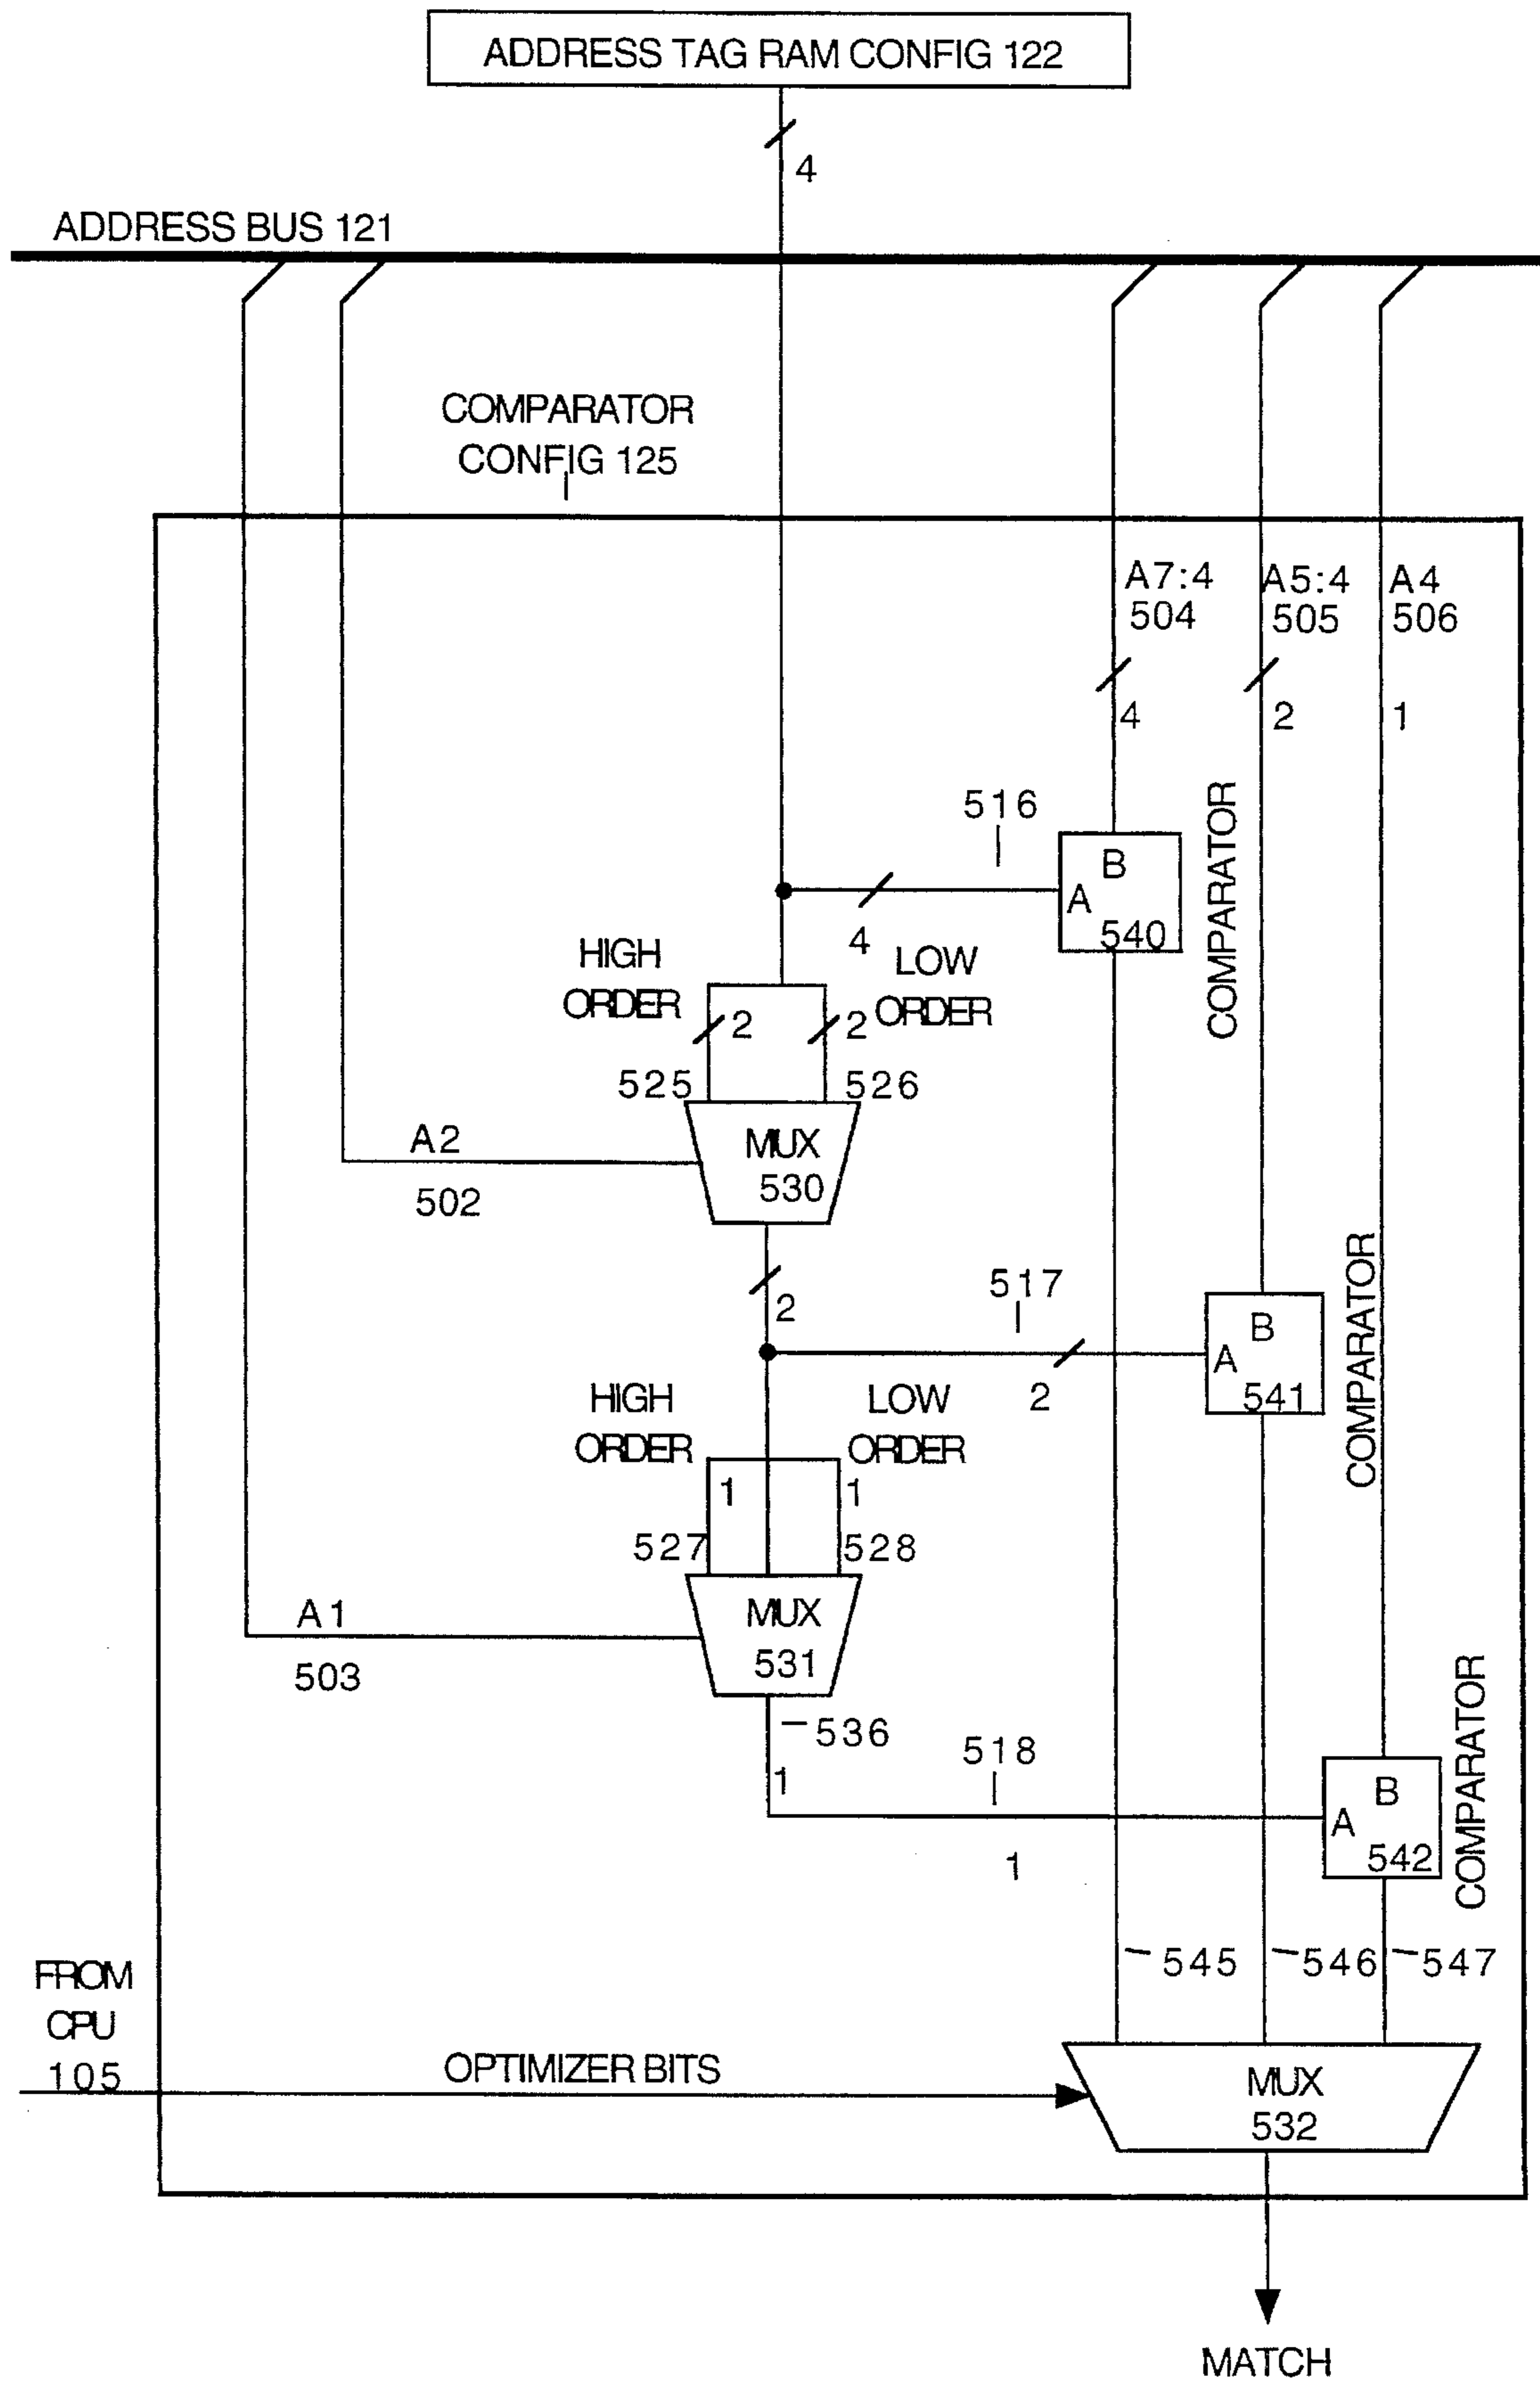 ADDRESS TAG RAM CONFIG 122
4
ADDRESS BUS 121
COMPARATOR
CONFIG 125
A7:4
504
A5:4
505
A4
506
4
2
1
516
B
A
540
COMPARATOR
4
HIGH
ORDER
LOW
ORDER
2
2
525
526
MUX
530
A2
502
2
517
B
A
541
COMPARATOR
2
HIGH
ORDER
LOW
ORDER
1
1
527
528
MUX
531
A1
503
536
1
518
B
A
542
COMPARATOR
1
545
546
547
FROM
CPU
105
OPTIMIZER BITS
MUX
532
MATCH